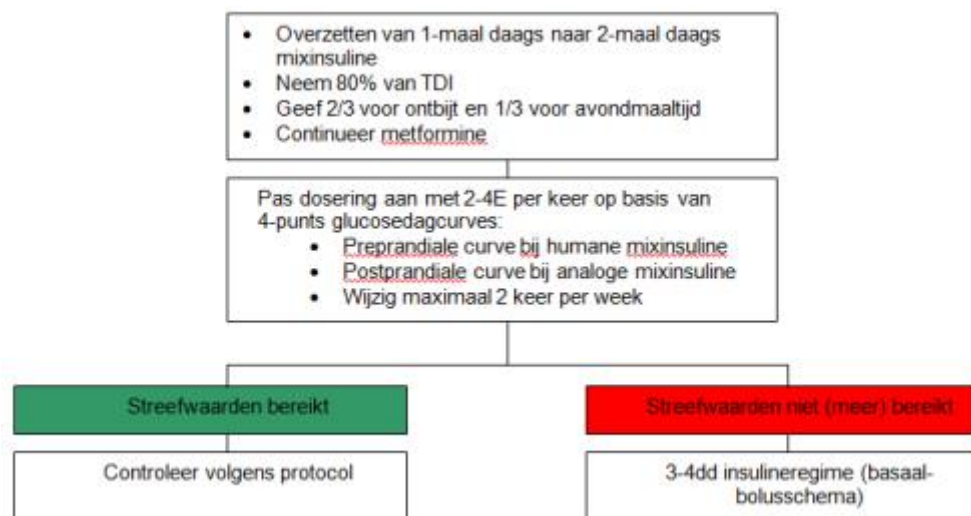 • Overzetten van 1-maal daags naar 2-maal daags
mixinsuline
• Neem 80% van TDI
• Geef 2/3 voor ontbijt en 1/3 voor avondmaaltijd
• Continueer metformine
Pas dosering aan met 2-4E per keer op basis van
4-punts glucosedagcurves:
• Preprandiale curve bij humane mixinsuline
• Postprandiale curve bij analoge mixinsuline
• Wijzig maximaal 2 keer per week
Streefwaarden bereikt
Streefwaarden niet (meer) bereikt
Controleer volgens protocol
3-4dd insulineregime (basaal-
bolusschema)